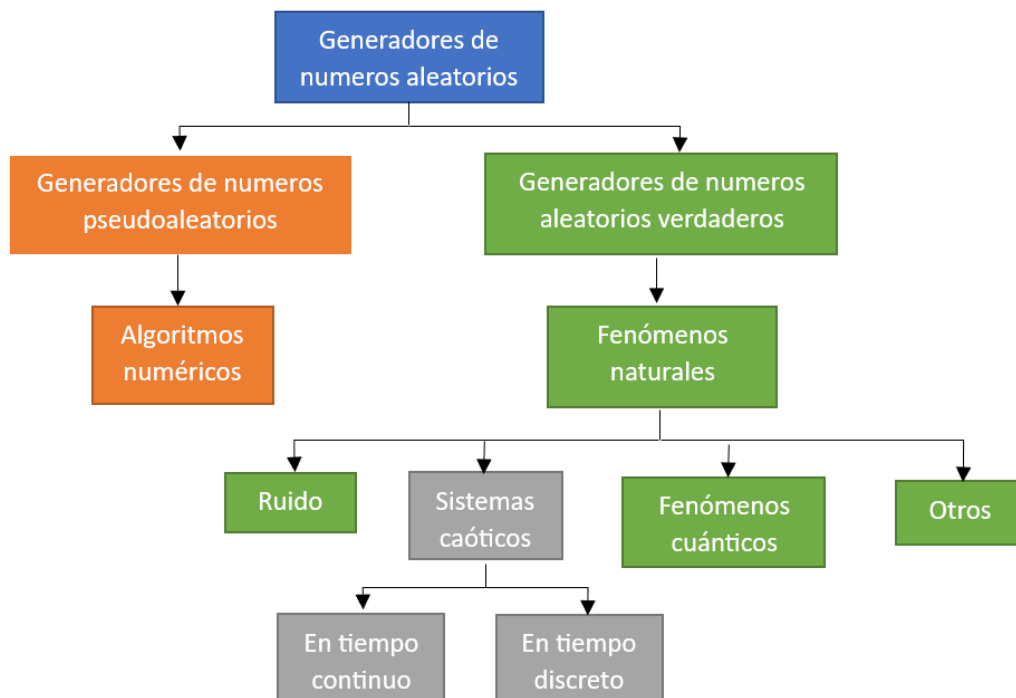 Generadores de
numeros aleatorios
Generadores de numeros
pseudoaleatorios
Generadores de numeros
aleatorios verdaderos
Algoritmos
numéricos
Fenómenos
naturales
Ruido
Sistemas
caóticos
Fenómenos
cuánticos
Otros
En tiempo
continuo
En tiempo
discreto